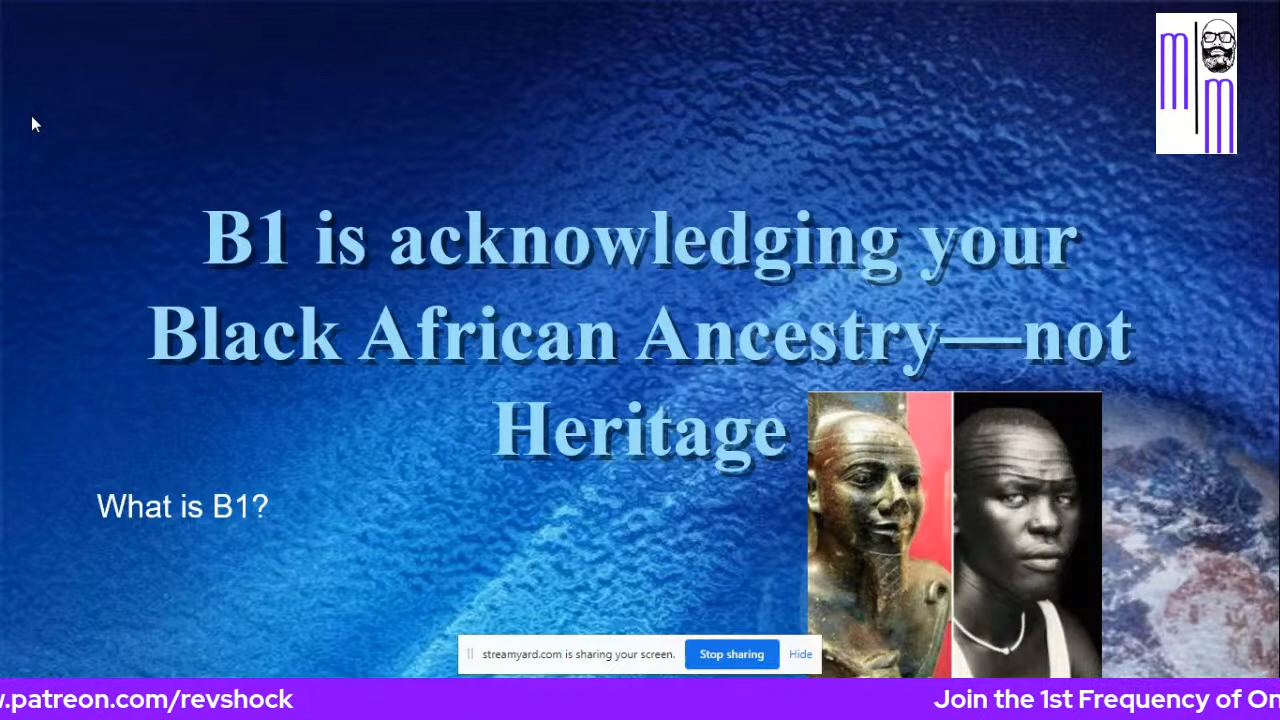 m
m
B1 is acknowledging your
Black African Ancestry—not
Heritage
What is B1?
streamyard.com is sharing your screen. Stop sharing Hide
.patreon.com/revshock Join the 1st Frequency of